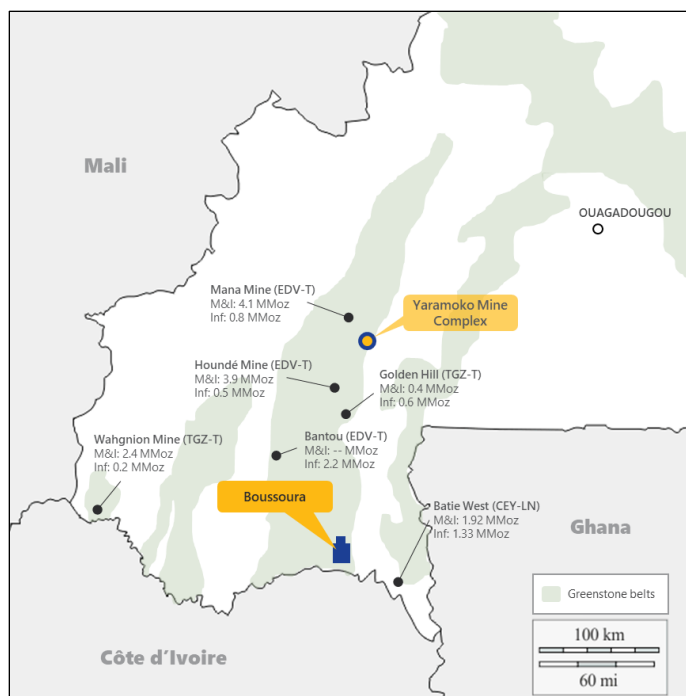 Mali
OUAGADOUGOU
Mana Mine (EDV-T)
M&I: 4.1 MMoz
Inf: 0.8 MMoz
Yaramoko Mine
Complex
Houndé Mine (EDV-T)
M&I: 3.9 MMoz
Inf: 0.5 MMoz
Golden Hill (TGZ-T)
M&I: 0.4 MMoz
Inf: 0.6 MMoz
Wahgnion Mine (TGZ-T)
M&I: 2.4 MMoz
Inf: 0.2 MMoz
Bantou (EDV-T)
M&I: -- MMoz
Inf: 2.2 MMoz
Boussoura
Batie West (CEY-LN)
M&I: 1.92 MMoz
Inf: 1.33 MMoz
Ghana
Greenstone belts
Côte d'Ivoire
100 km
60 mi